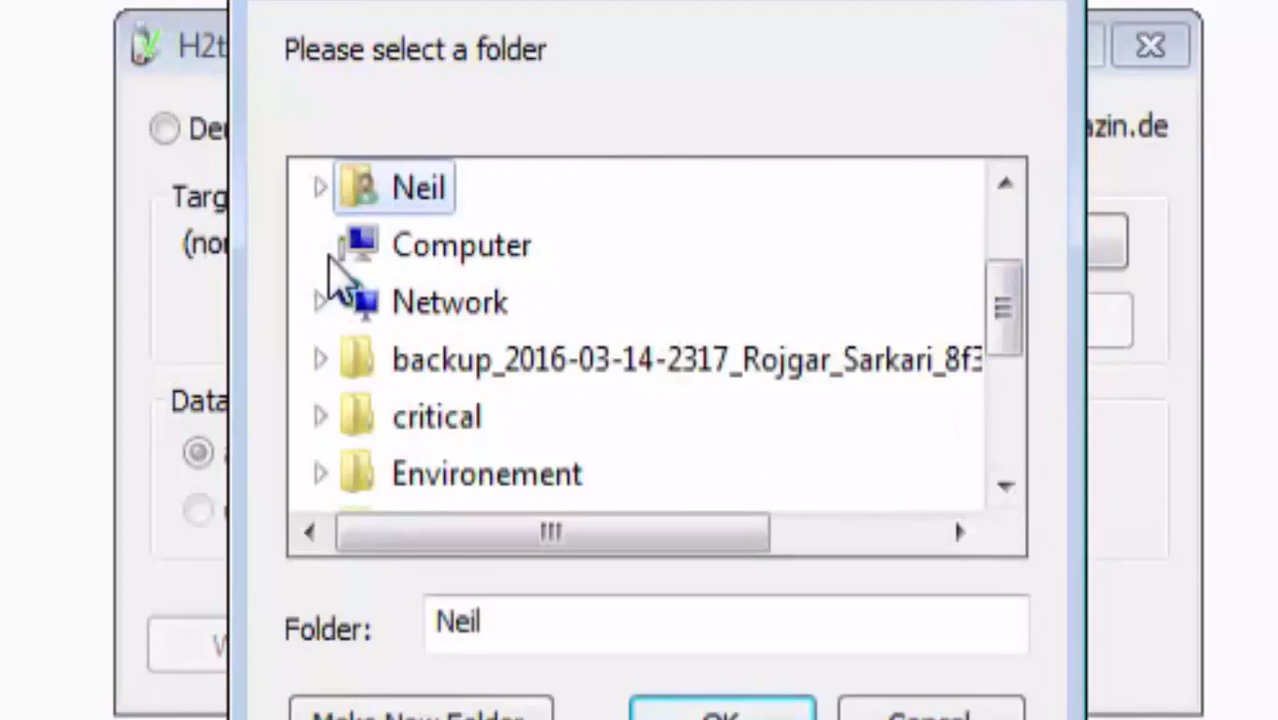 H2t
Please select a folder
azin.de
Neil
Targ
Computer
Network
backup_2016-03-14-2317_Rojgar_Sarkari_8f3
Data
critical
Environement
Folder: Neil
Make New Folder OK Cancel